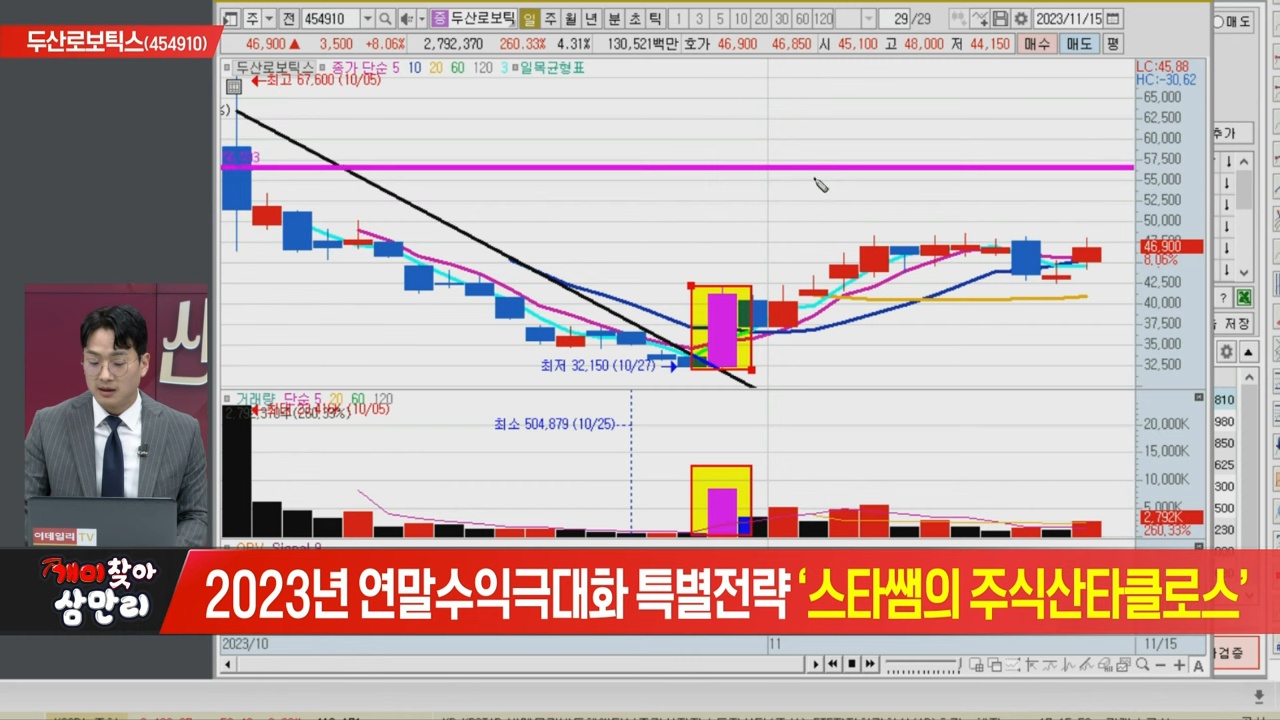 두산로보틱스(454910)
주 전 454910 증 두산로보틱 일 주 월 년 분 초 틱 1 3 5 10 20 30 60 120 29 /29 2023/11/15
매도
46,900 ▲ 3,500 +8.06% 2,792,370 260.33% 4.31% 130,521백만 호가 46,900 46,850 시 45,100 고 48,000 저 44,150 매수 매도 평
두산로보틱스 종가 단순 5 10 20 60 120 3 일목균형표
LC:45.88
HC:-30.62
최고 67,600 (10/05)
65,000
62,500
60,000
57,500
55,000
52,500
50,000
46,900
8.06%
42,500
40,000
37,500
35,000
32,500
추가
?
저장
최저 32,150 (10/27)
거래량 단순 5 20 60 120
최소 504,879 (10/25)
20,000K
15,000K
10,000K
5,000K
2,792K
260.33%
810
980
850
625
300
500
230
산
이데일리TV
개미찾아
삼만리
2023년 연말수익극대화 특별전략 ‘스타쌤의 주식산타클로스’
2023/10 11 11/15
검증
A